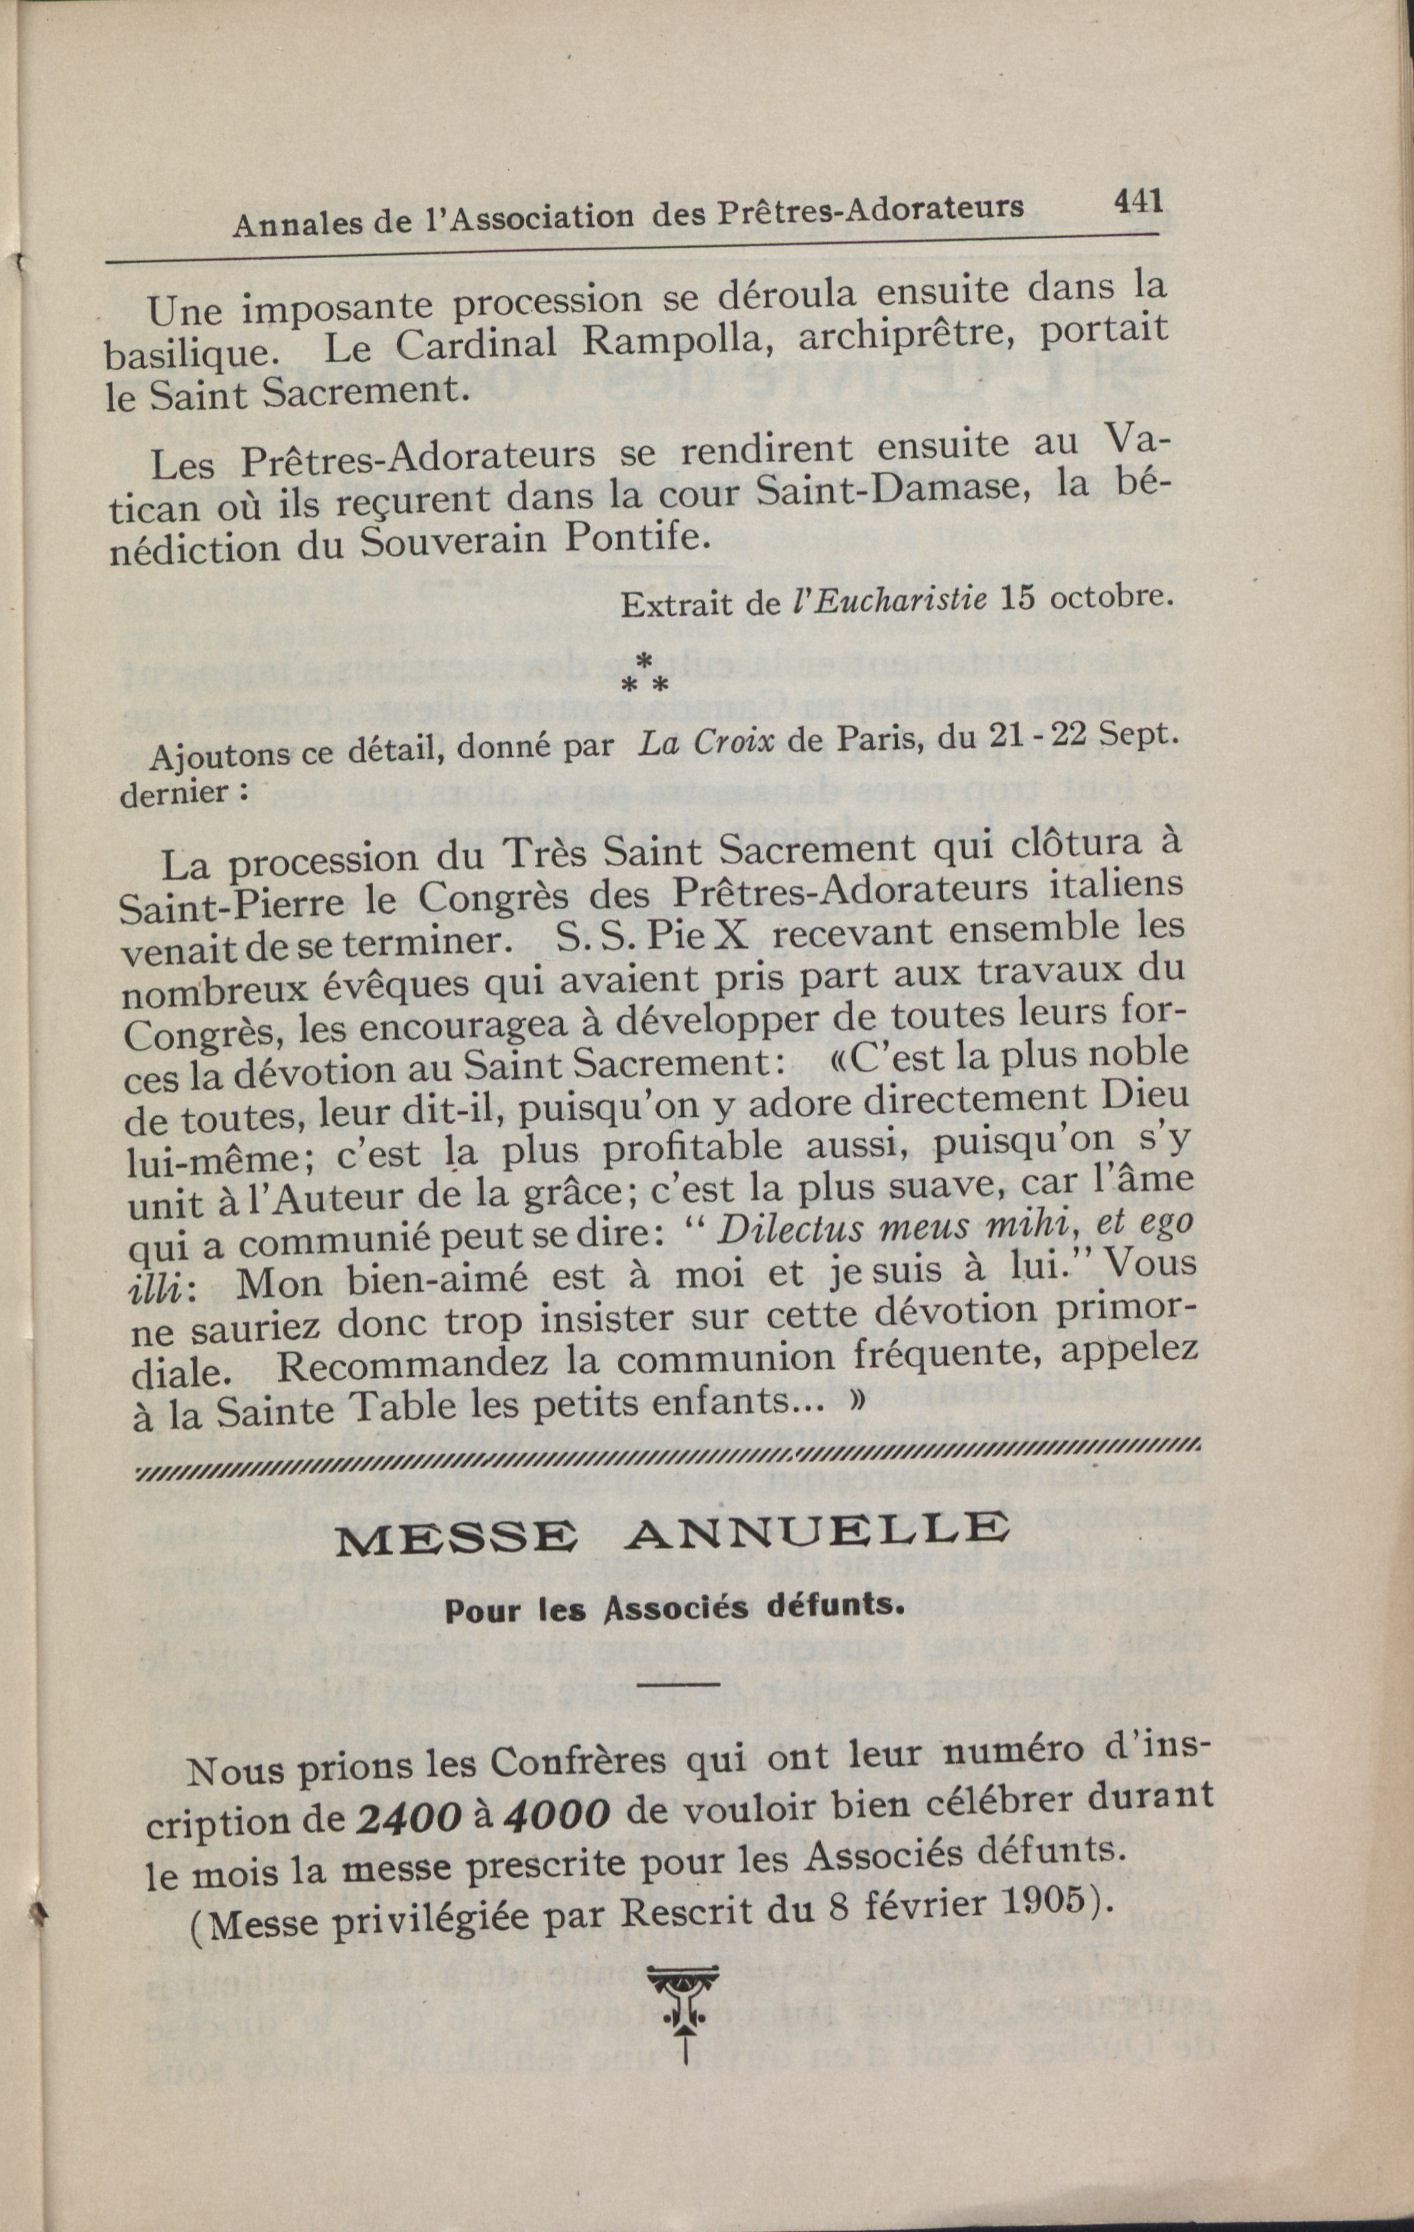 Annales de l'Association des Prêtres-Adorateurs 441
Une imposante procession se déroula ensuite dans la
basilique. Le Cardinal Rampolla, archiprêtre, portait
le Saint Sacrement.
Les Prêtres-Adorateurs se rendirent ensuite au Va-
tican où ils reçurent dans la cour Saint-Damase, la bé-
nédiction du Souverain Pontife.
Extrait de l'Eucharistie 15 octobre.
*
* *
Ajoutons ce détail, donné par La Croix de Paris, du 21 - 22 Sept.
dernier :
La procession du Très Saint Sacrement qui clôtura à
Saint-Pierre le Congrès des Prêtres-Adorateurs italiens
venait de se terminer. S. S. Pie X recevant ensemble les
nombreux évêques qui avaient pris part aux travaux du
Congrès, les encouragea à développer de toutes leurs for-
ces la dévotion au Saint Sacrement: «C'est la plus noble
de toutes, leur dit-il, puisqu'on y adore directement Dieu
lui-même; c'est la plus profitable aussi, puisqu'on s'y
unit à l'Auteur de la grâce; c'est la plus suave, car l'âme
qui a communié peut se dire: " Dilectus meus mihi, et ego
illi: Mon bien-aimé est à moi et je suis à lui." Vous
ne sauriez donc trop insister sur cette dévotion primor-
diale. Recommandez la communion fréquente, appelez
à la Sainte Table les petits enfants... »
MESSE ANNUELLE
Pour les Associés défunts.
Nous prions les Confrères qui ont leur numéro d'ins-
cription de 2400 à 4000 de vouloir bien célébrer durant
le mois la messe prescrite pour les Associés défunts.
(Messe privilégiée par Rescrit du 8 février 1905).